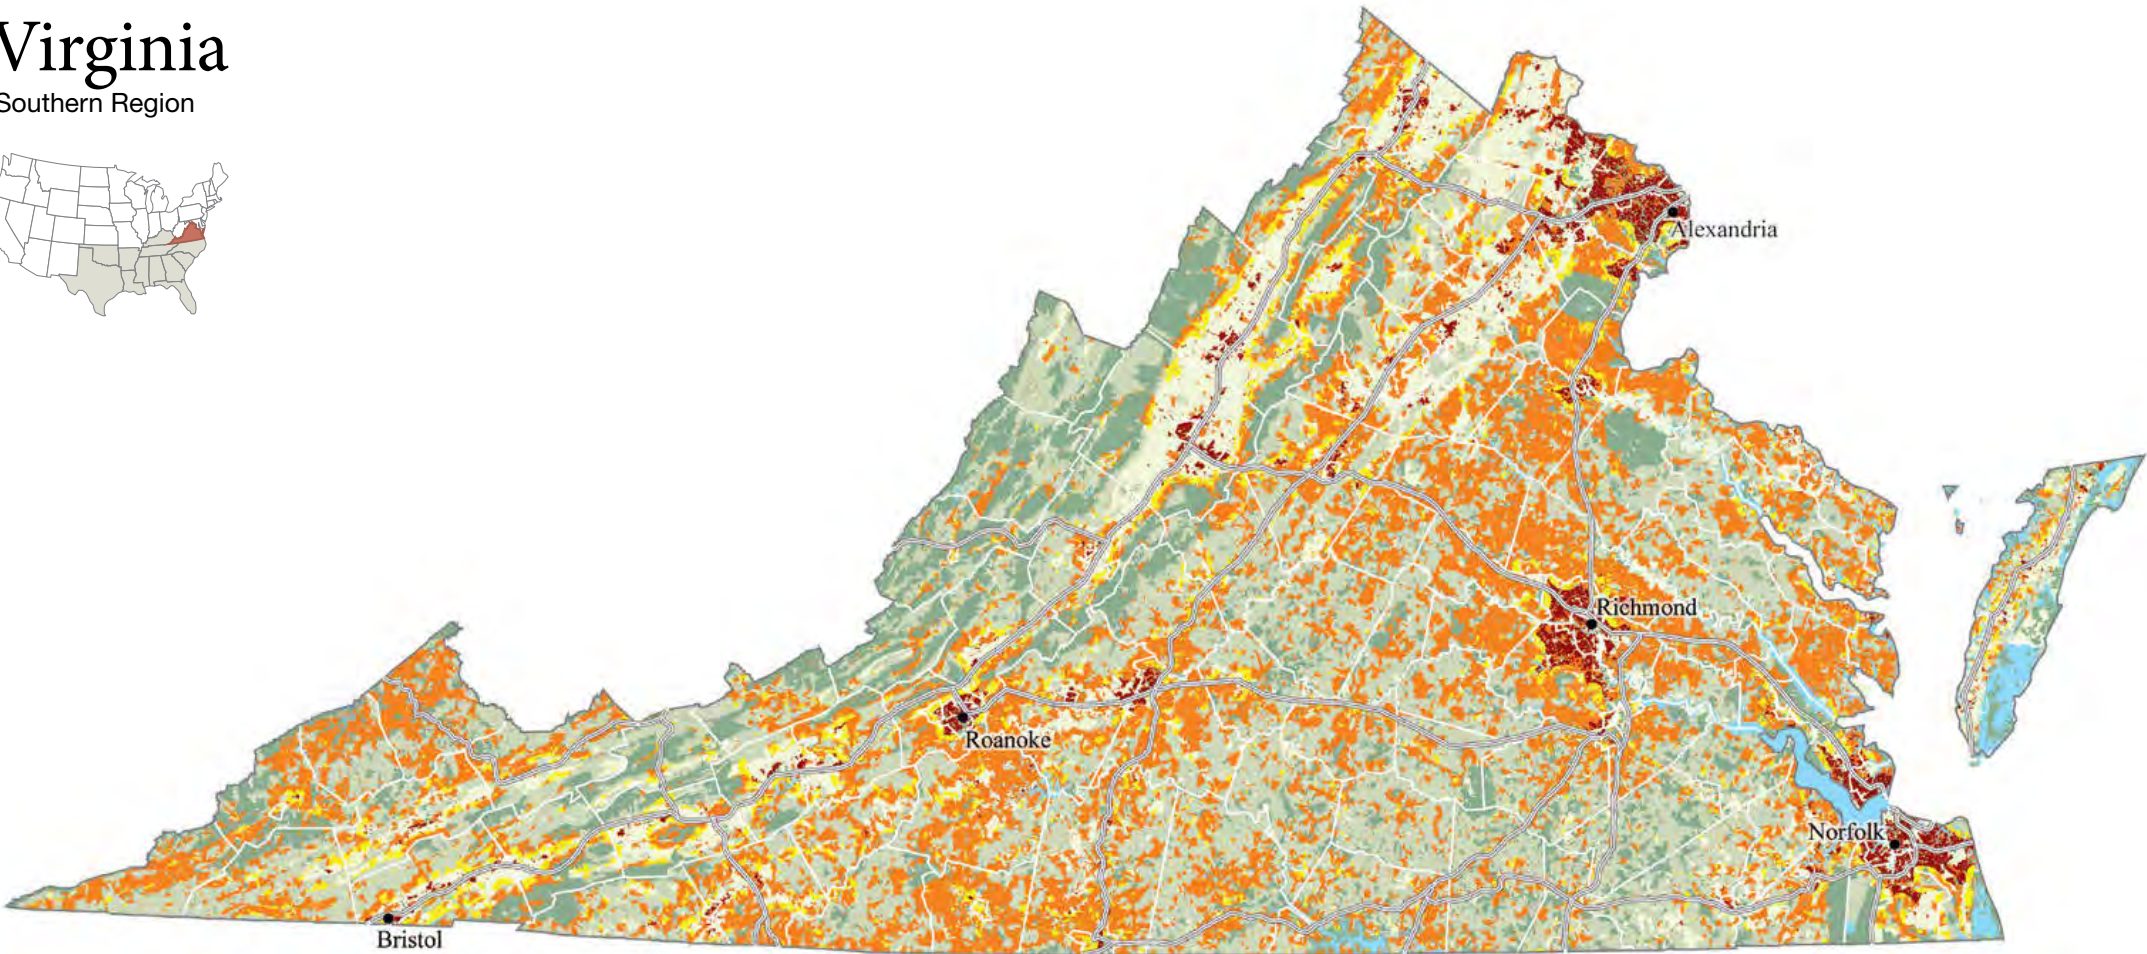 Virginia
Southern Region
Alexandria
Richmond
Roanoke
Norfolk
Bristol